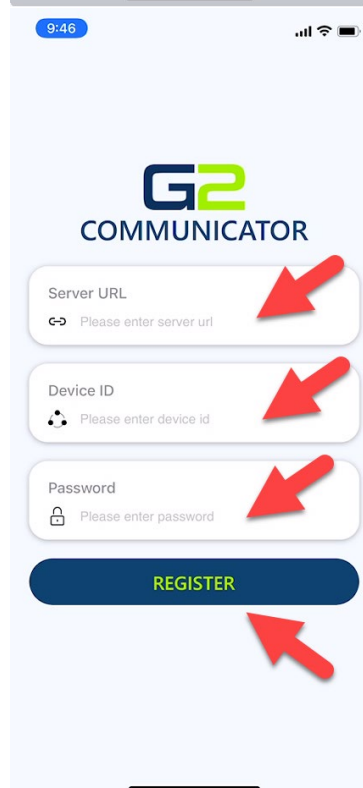 9:46
G2
COMMUNICATOR
Server URL
Please enter server url
Device ID
Please enter device id
Password
Please enter password
REGISTER